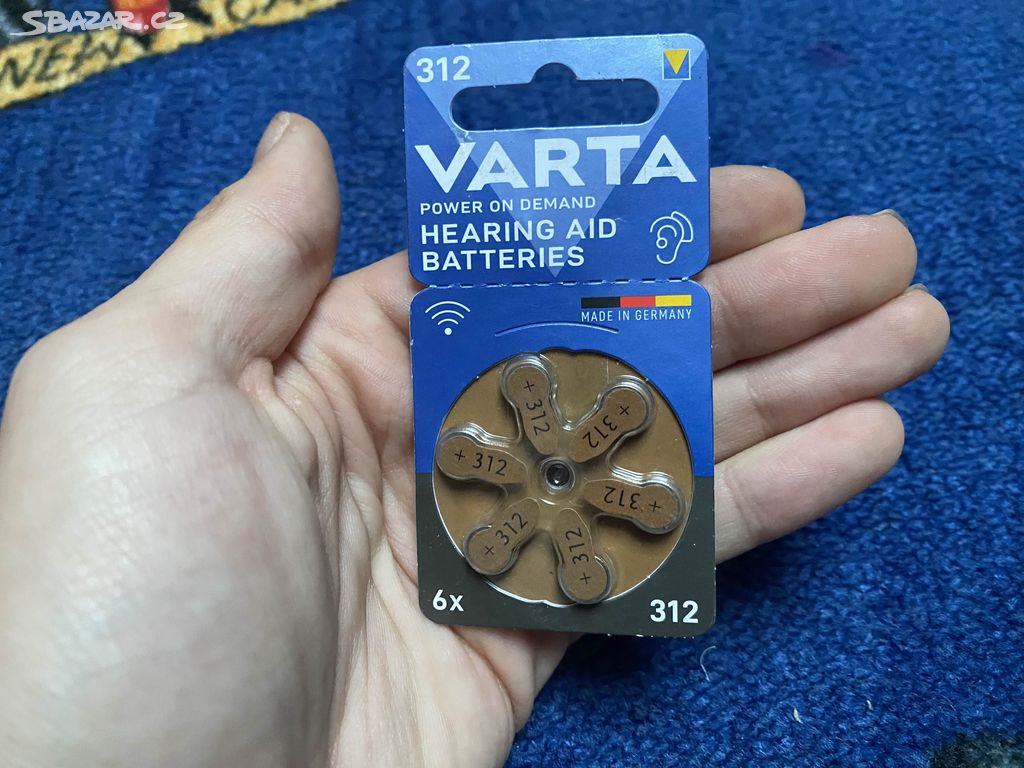 SBAZAR.CZ
NEW
312
VARTA
POWER ON DEMAND
HEARING AID
BATTERIES
MADE IN GERMANY
+ 312
+ 312
+ 312
+ 312
+ 312
+ 312
6x
312